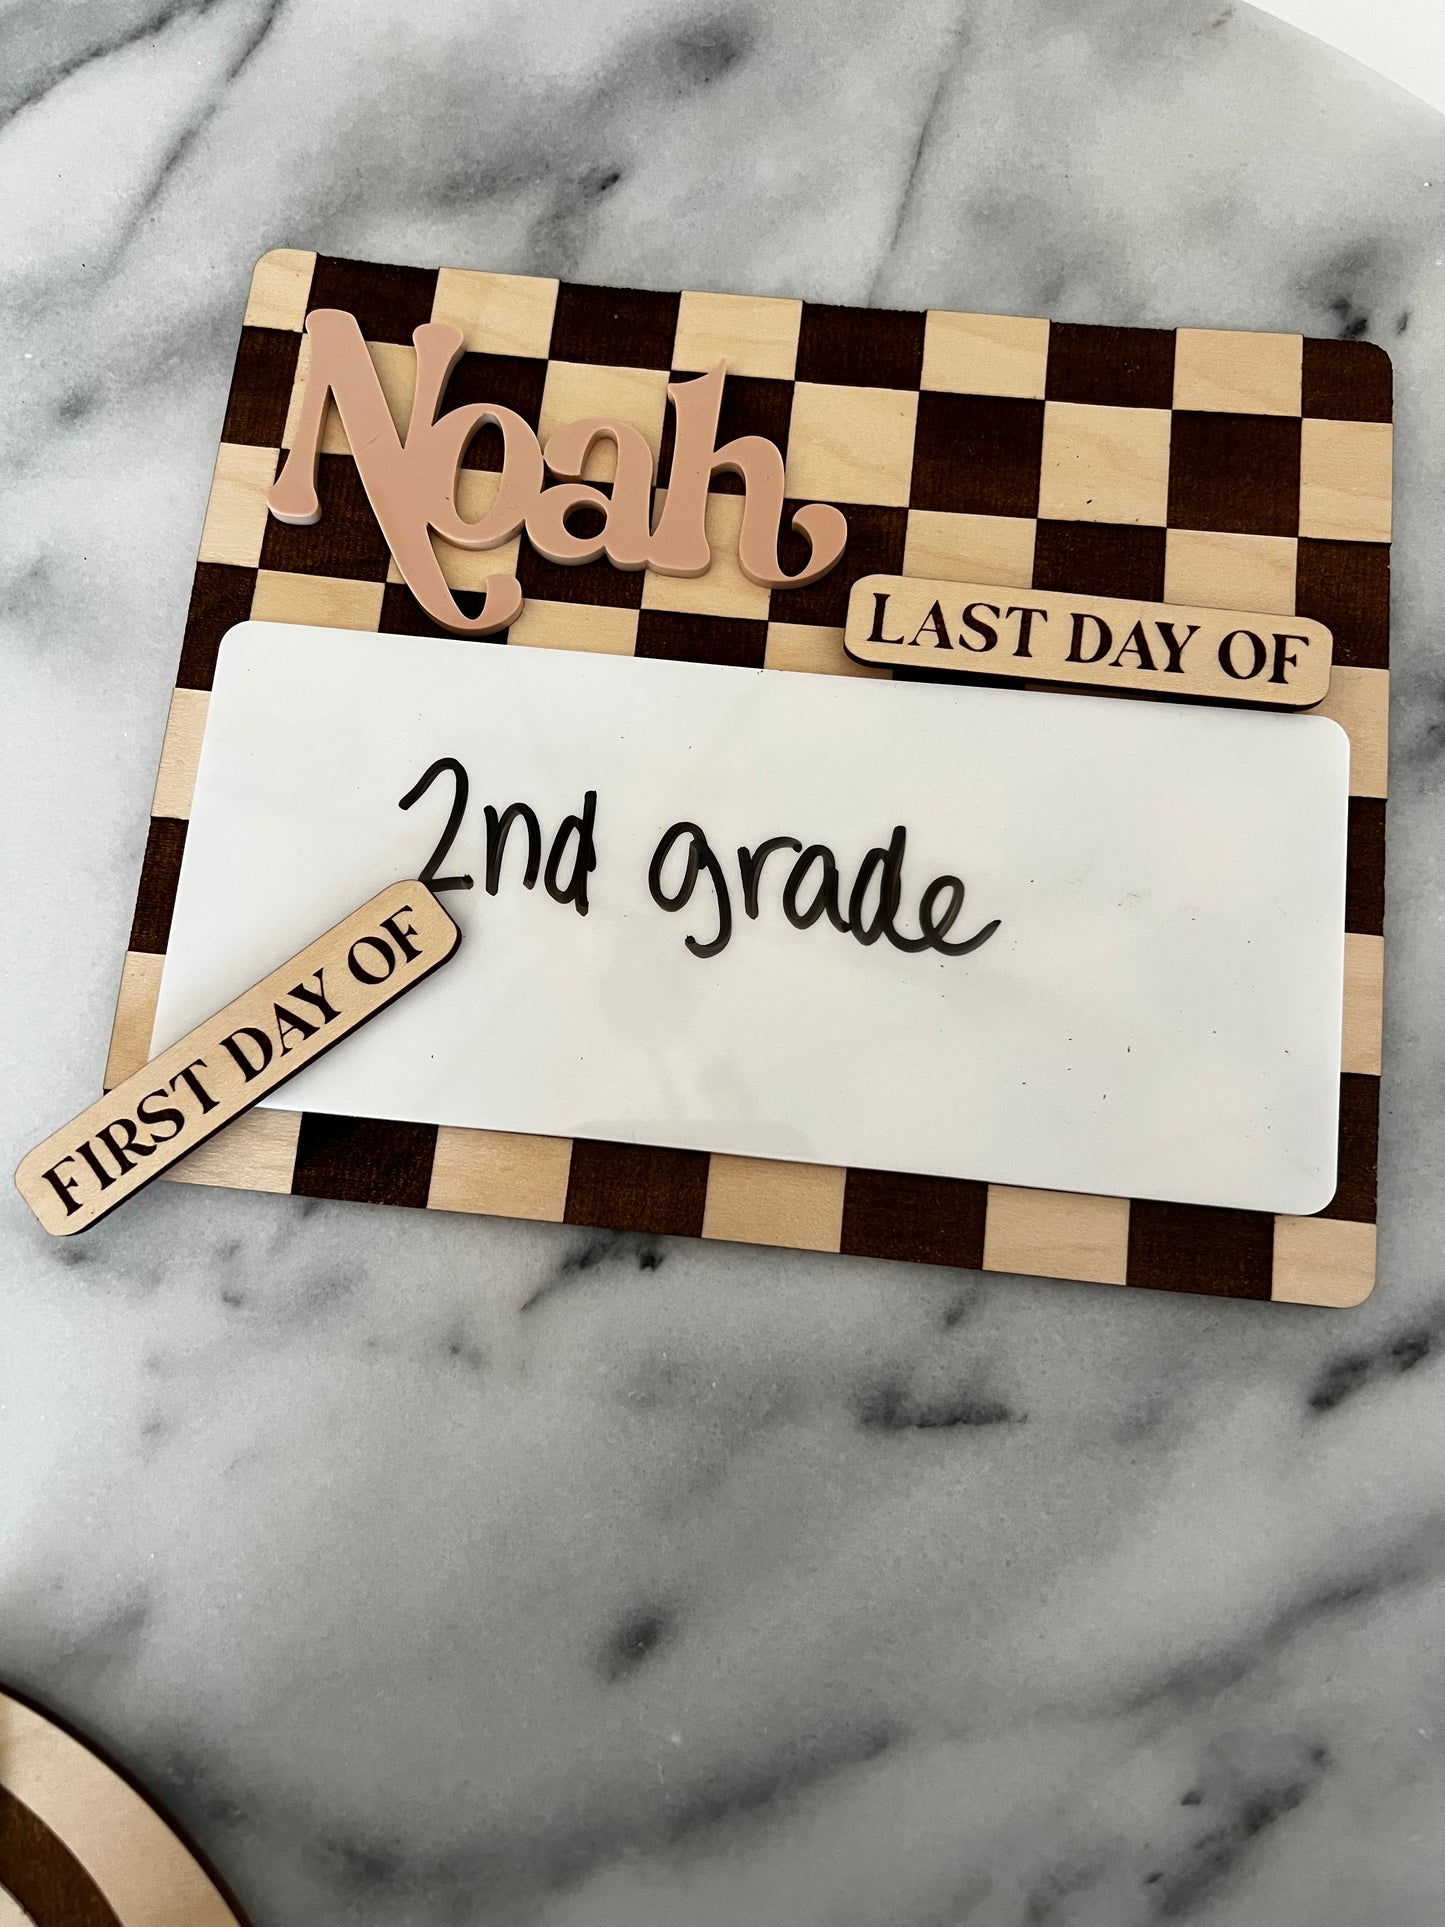 Noah
LAST DAY OF
2nd grade
FIRST DAY OF